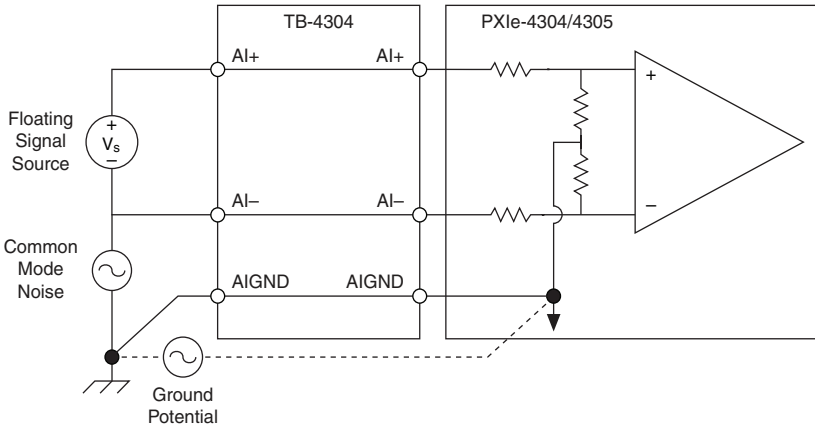 TB-4304
PXIe-4304/4305
AI+
AI+
+
Floating
Signal
Source
+
Vs
–
AI–
AI–
–
Common
Mode
Noise
AIGND
AIGND
Ground
Potential